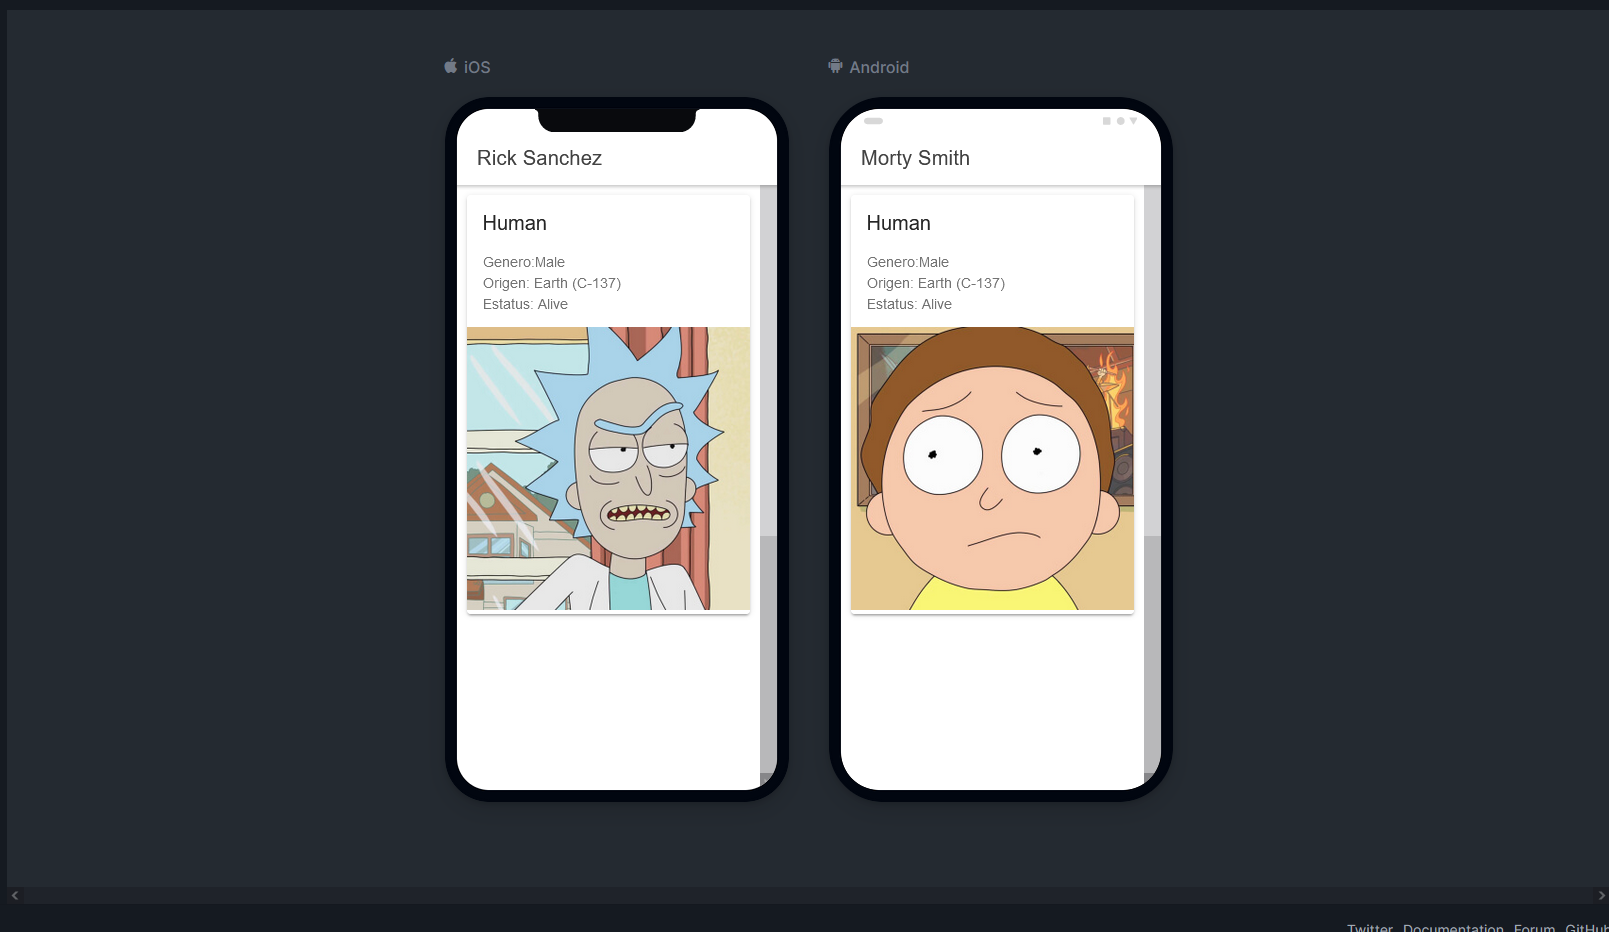 iOS
Android
Rick Sanchez
Human
Genero:Male
Origen: Earth (C-137)
Estatus: Alive
Morty Smith
Human
Genero:Male
Origen: Earth (C-137)
Estatus: Alive
Twitter Documentation Forum GitHub